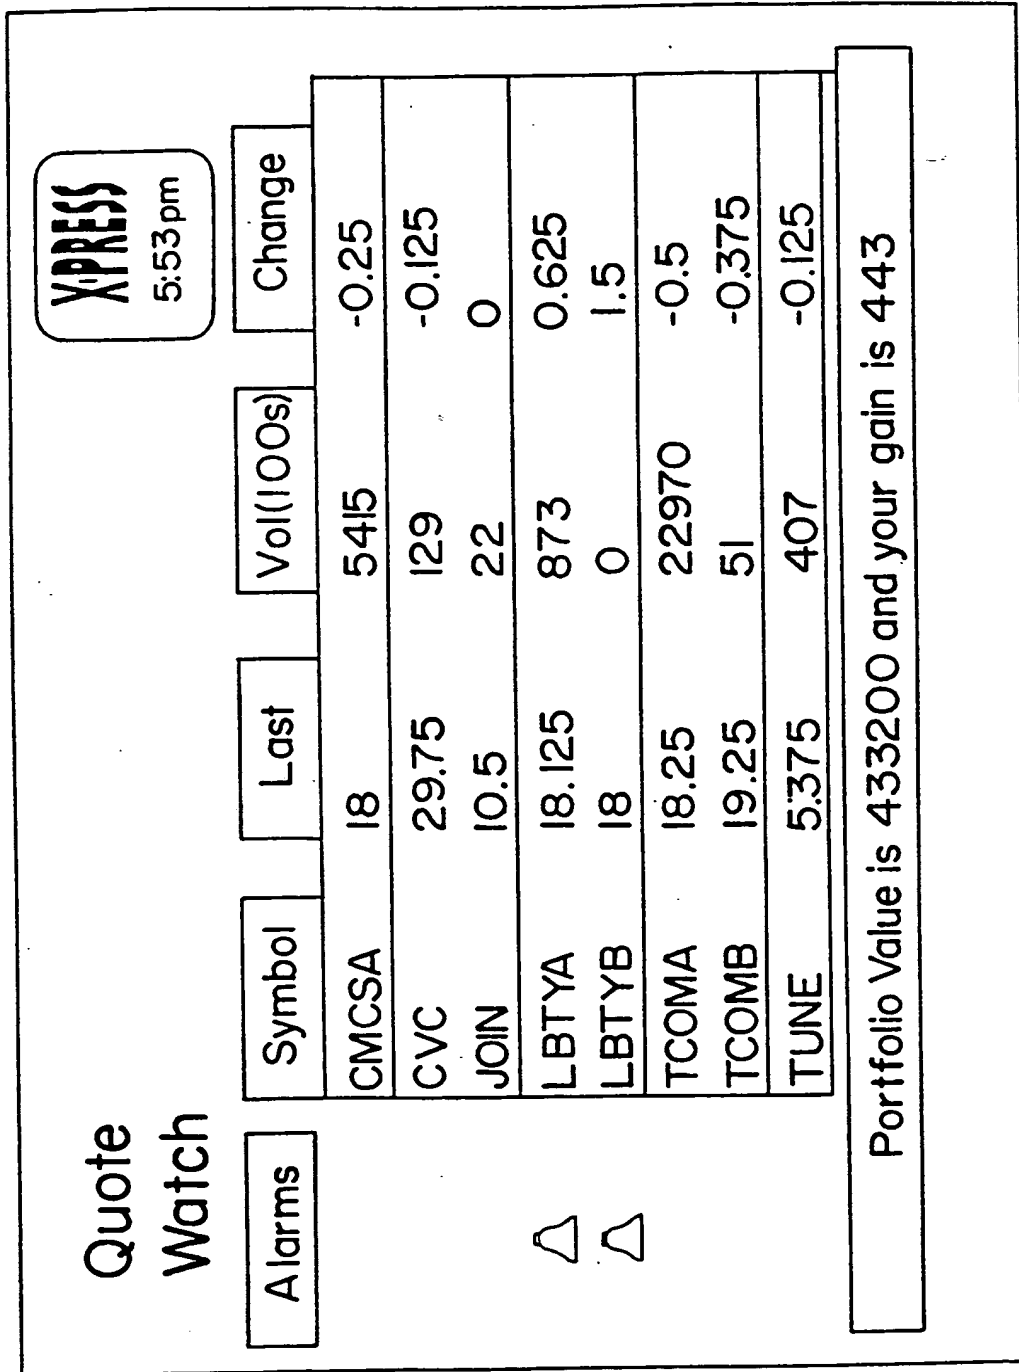 Quote
Watch
X·PRESS
5:53pm
Alarms Symbol Last Vol(100s) Change
CMCSA 18 5415 -0.25
CVC 29.75 129 -0.125
JOIN 10.5 22 0
LBTYA 18.125 873 0.625
LBTYB 18 0 1.5
TCOMA 18.25 22970 -0.5
TCOMB 19.25 51 -0.375
TUNE 5.375 407 -0.125
Portfolio Value is 433200 and your gain is 443